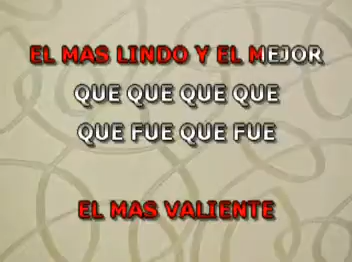 EL MAS LINDO Y EL MEJOR
QUE QUE QUE QUE
QUE FUE QUE FUE
EL MAS VALIENTE